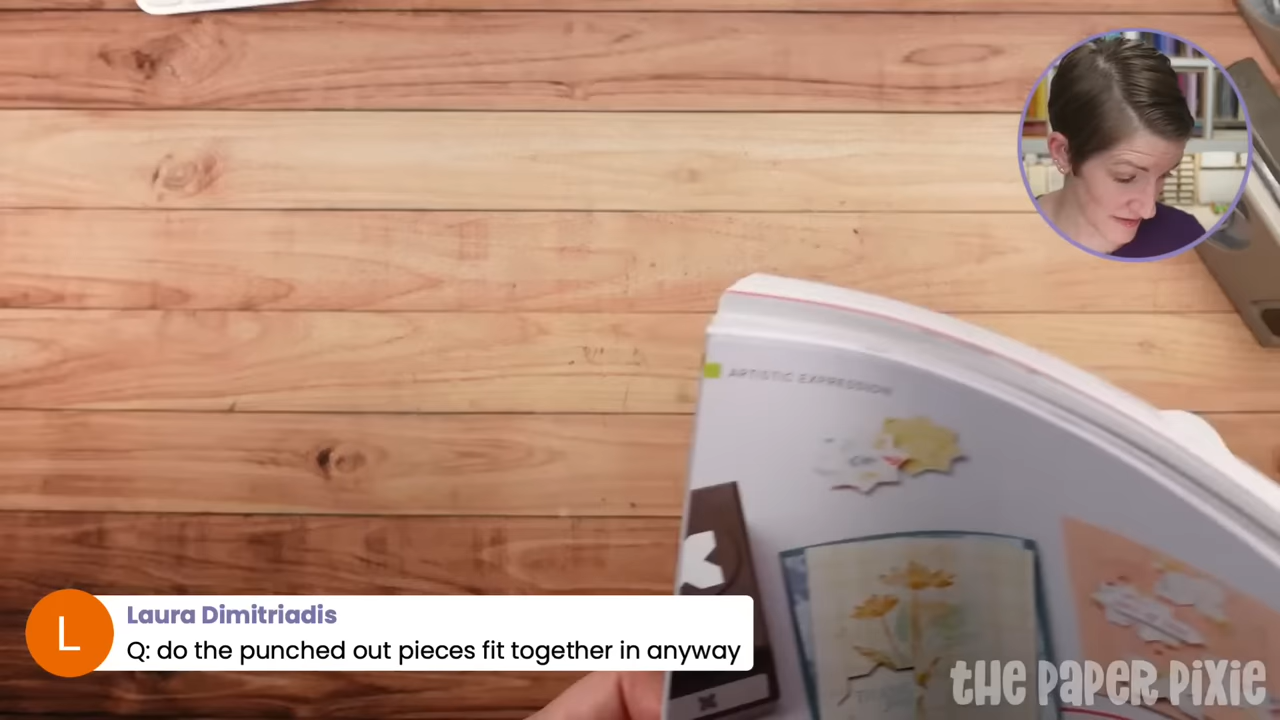 ARTISTIC EXPRESSION
Laura Dimitriadis
Q: do the punched out pieces fit together in anyway
L
the PAPER PIXIE